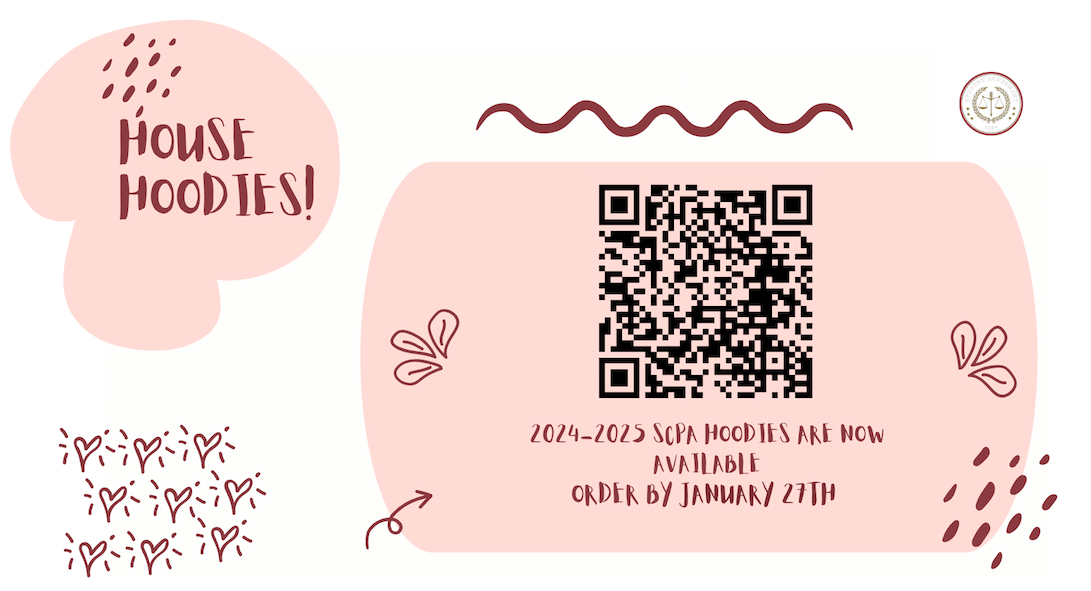 HOUSE
HOODIES!
2024-2025 SCPA HOODIES ARE NOW
AVAILABLE
ORDER BY JANUARY 27TH